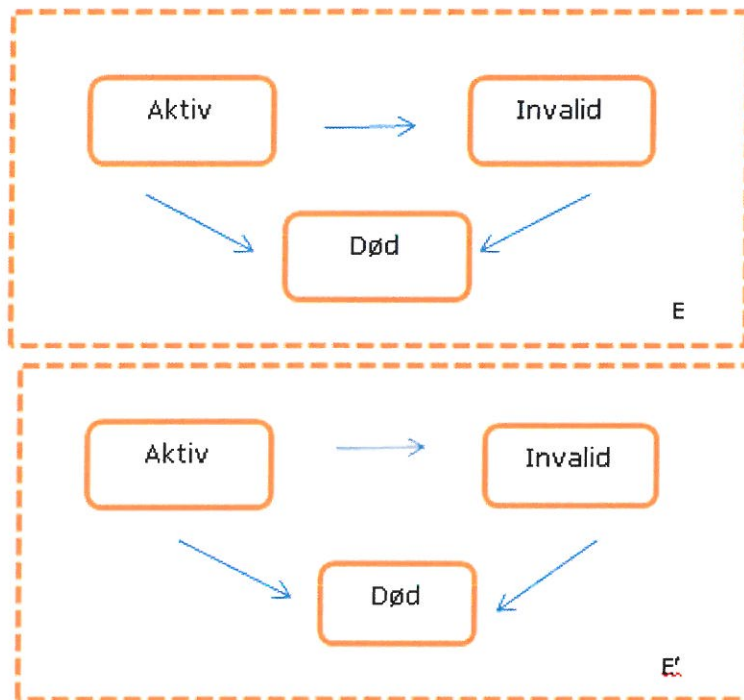 Aktiv
Invalid
Død
E
Aktiv
Invalid
Død
E'